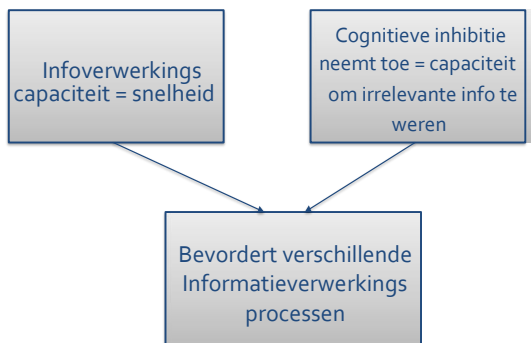 Infoverwerkings
capaciteit = snelheid
Cognitieve inhibitie
neemt toe = capaciteit
om irrelevante info te
weren
Bevordert verschillende
Informatieverwerkings
processen